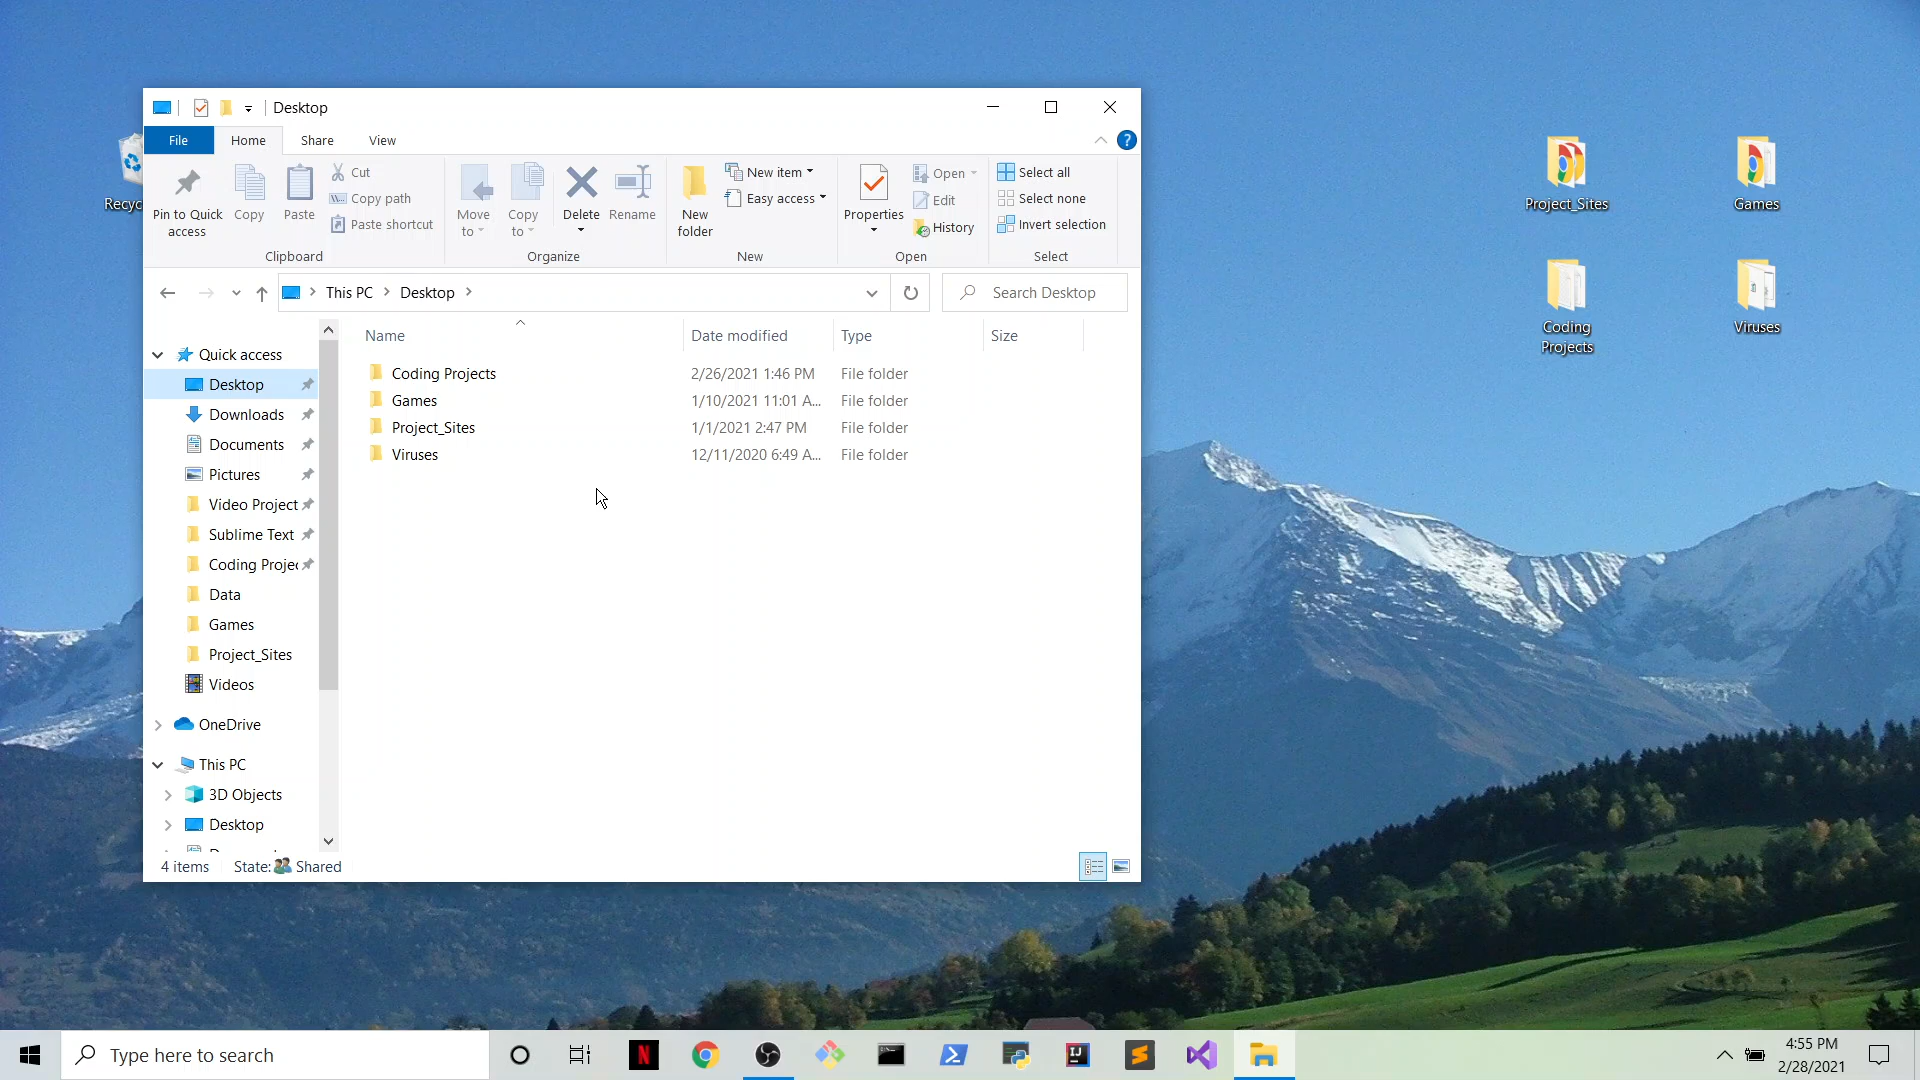 Desktop
File Home Share View
Pin to Quick access
Copy
Paste
Cut
Copy path
Paste shortcut
Clipboard
Move to
Copy to
Delete
Rename
Organize
New folder
New item
Easy access
New
Properties
Open
Edit
History
Open
Select all
Select none
Invert selection
Select
This PC Desktop
Search Desktop
Name Date modified Type Size
Coding Projects 2/26/2021 1:46 PM File folder
Games 1/10/2021 11:01 A... File folder
Project_Sites 1/1/2021 2:47 PM File folder
Viruses 12/11/2020 6:49 A... File folder
Quick access
Desktop
Downloads
Documents
Pictures
Video Project
Sublime Text
Coding Projec
Data
Games
Project_Sites
Videos
OneDrive
This PC
3D Objects
Desktop
4 items State: Shared
Recyc
Project_Sites
Games
Coding
Projects
Viruses
Type here to search
4:55 PM
2/28/2021